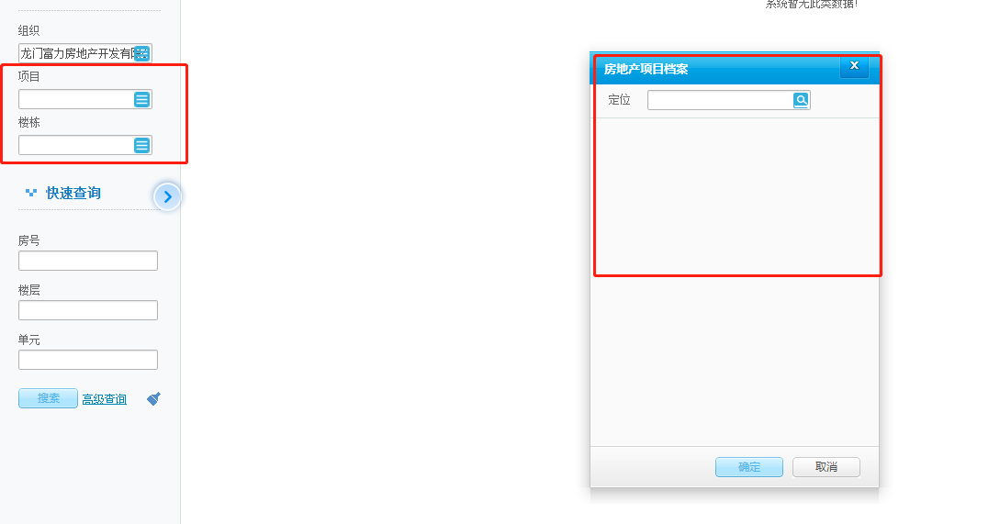 系统暂无此类数据!
组织
龙门富力房地产开发有
项目
楼栋
快速查询
房号
楼层
单元
搜索 高级查询
房地产项目档案 X
定位
确定 取消